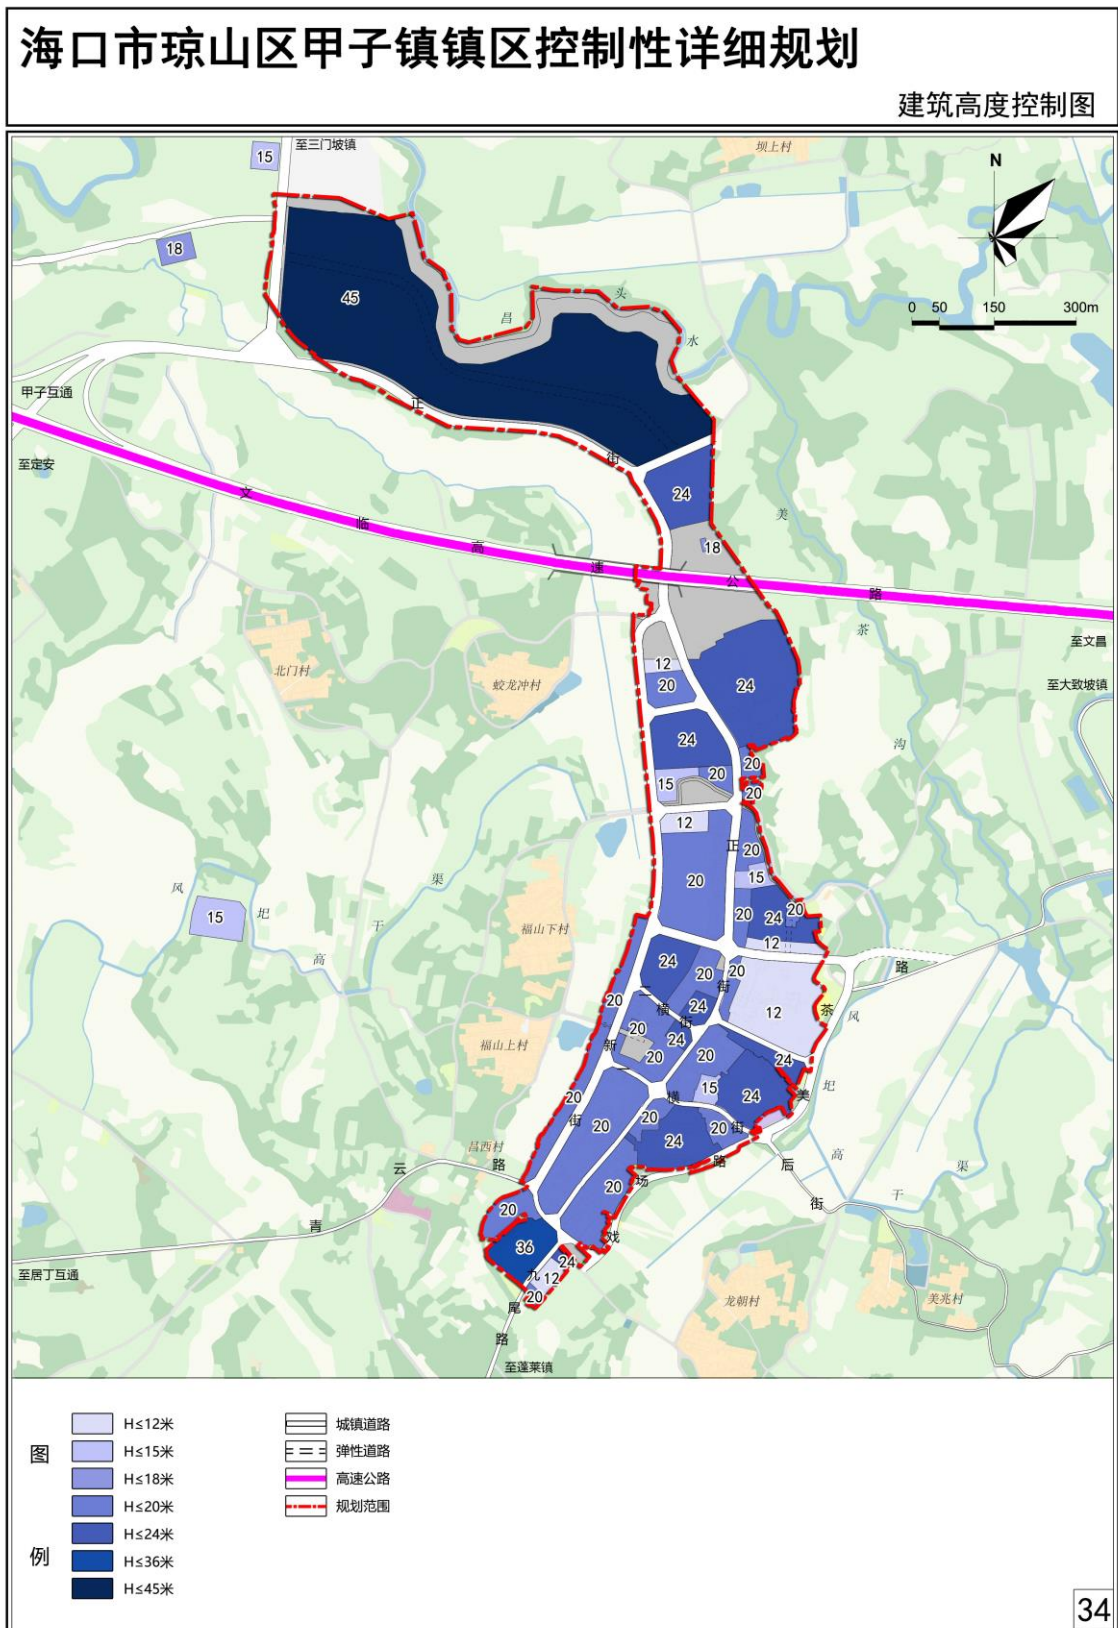 海口市琼山区甲子镇镇区控制性详细规划
建筑高度控制图
至三门坡镇
坝上村
15
N
18
45
昌
头
水
0 50 150 300m
甲子互通
正
至定安
街
24
文
美
临
18
高
速
公
路
茶
至文昌
12
北门村
蛟龙冲村
20
24
至大致坡镇
24
沟
20
20
15
20
12
正
20
渠
20
15
风
圯
15
20
24
20
干
福山下村
12
高
24
20
20
路
二
街
20
横
24
12
茶
风
街
20
24
福山上村
新
20
20
24
一
圯
15
横
24
美
20
街
20
20
街
20
24
昌西村
路
后
高
渠
云
路
场
20
干
街
20
青
戏
36
24
至居丁互通
九
12
20
尾
龙朝村
美兆村
路
至蓬莱镇
图
例
H≤12米
H≤15米
H≤18米
H≤20米
H≤24米
H≤36米
H≤45米
城镇道路
弹性道路
高速公路
规划范围
34